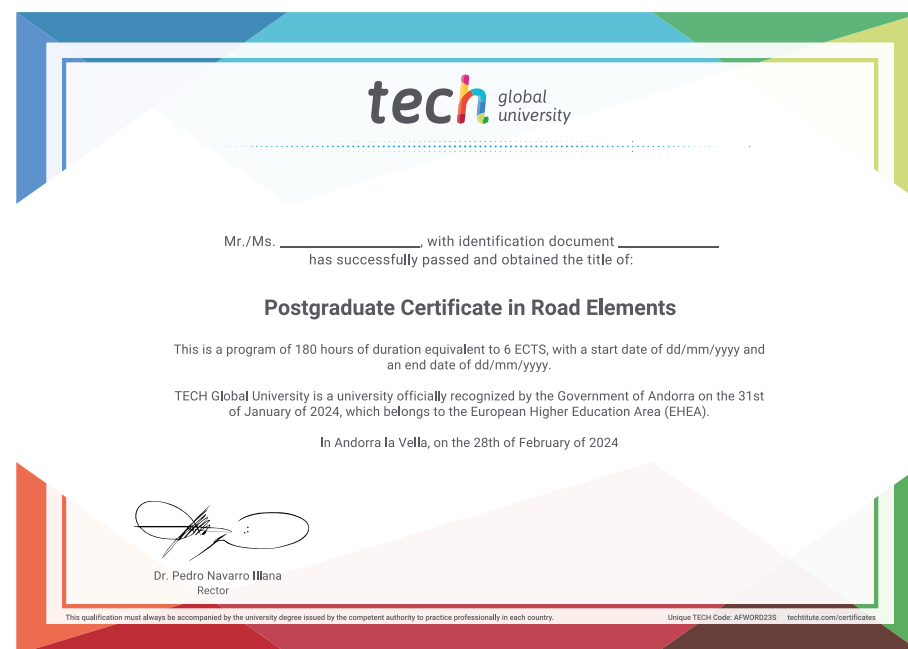 tech global
university
Mr./Ms. ____________, with identification document ____________
has successfully passed and obtained the title of:
Postgraduate Certificate in Road Elements
This is a program of 180 hours of duration equivalent to 6 ECTS, with a start date of dd/mm/yyyy and
an end date of dd/mm/yyyy.
TECH Global University is a university officially recognized by the Government of Andorra on the 31st
of January of 2024, which belongs to the European Higher Education Area (EHEA).
In Andorra la Vella, on the 28th of February of 2024
Dr. Pedro Navarro Illana
Rector
This qualification must always be accompanied by the university degree issued by the competent authority to practice professionally in each country.
Unique TECH Code: AFWORD23S techtitute.com/certificates